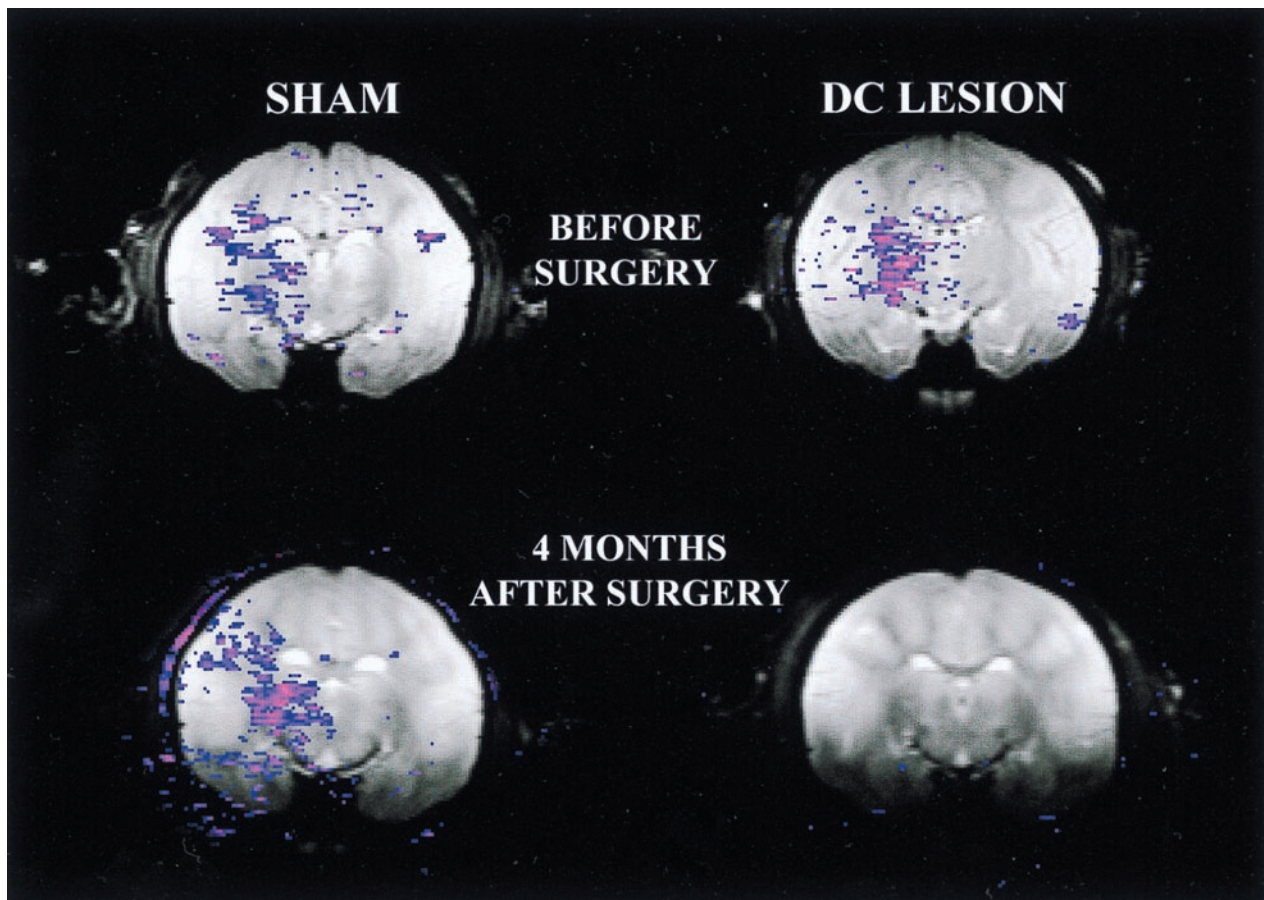 SHAM
DC LESION
BEFORE
SURGERY
4 MONTHS
AFTER SURGERY